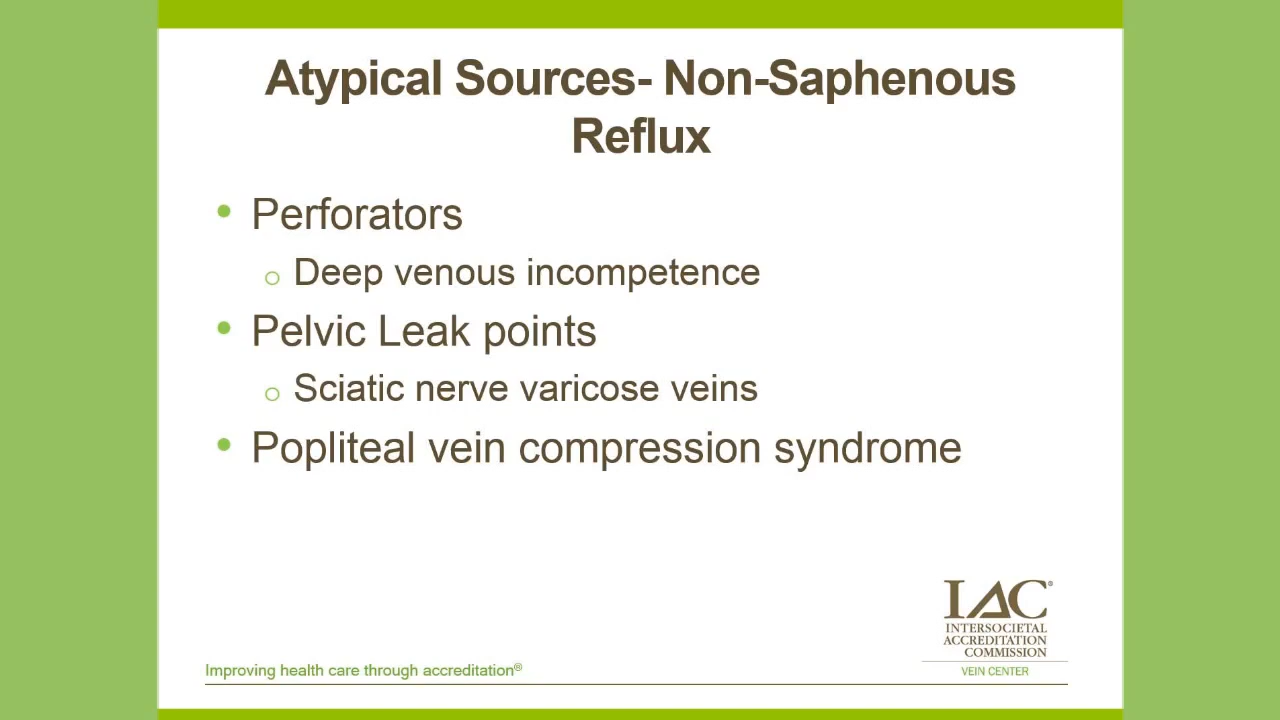 Atypical Sources- Non-Saphenous
Reflux
• Perforators
o Deep venous incompetence
• Pelvic Leak points
o Sciatic nerve varicose veins
• Popliteal vein compression syndrome
IAC®
INTERSOCIETAL
ACCREDITATION
COMMISSION
VEIN CENTER
Improving health care through accreditation®